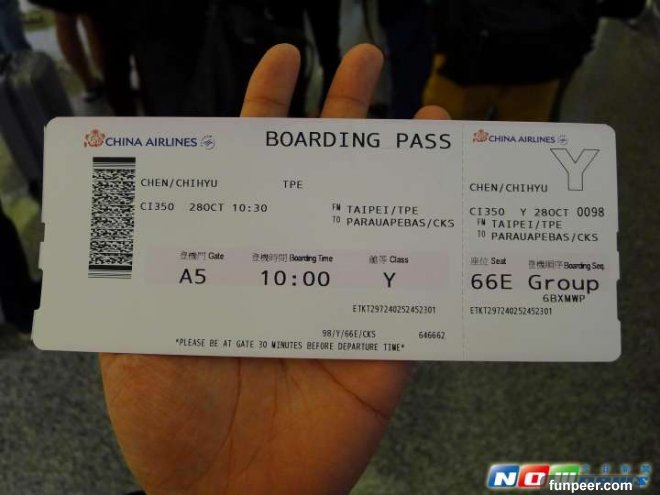 CHINA AIRLINES
BOARDING PASS
CHEN/CHIHYU TPE
CI350 28OCT 10:30
FM TAIPEI/TPE
TO PARAUAPEBAS/CKS
登機門 Gate 登機時間 Boarding Time 艙等 Class
A5 10:00 Y
ETKT297240252452301
98/Y/66E/CKS 646662
*PLEASE BE AT GATE 30 MINUTES BEFORE DEPARTURE TIME*
CHINA AIRLINES
Y
CHEN/CHIHYU
CI350 Y 28OCT 0098
FM TAIPEI/TPE
TO PARAUAPEBAS/CKS
座位 Seat 登機順序 Boarding Seq.
66E Group
6BXMWP
ETKT297240252452301
funpeer.com